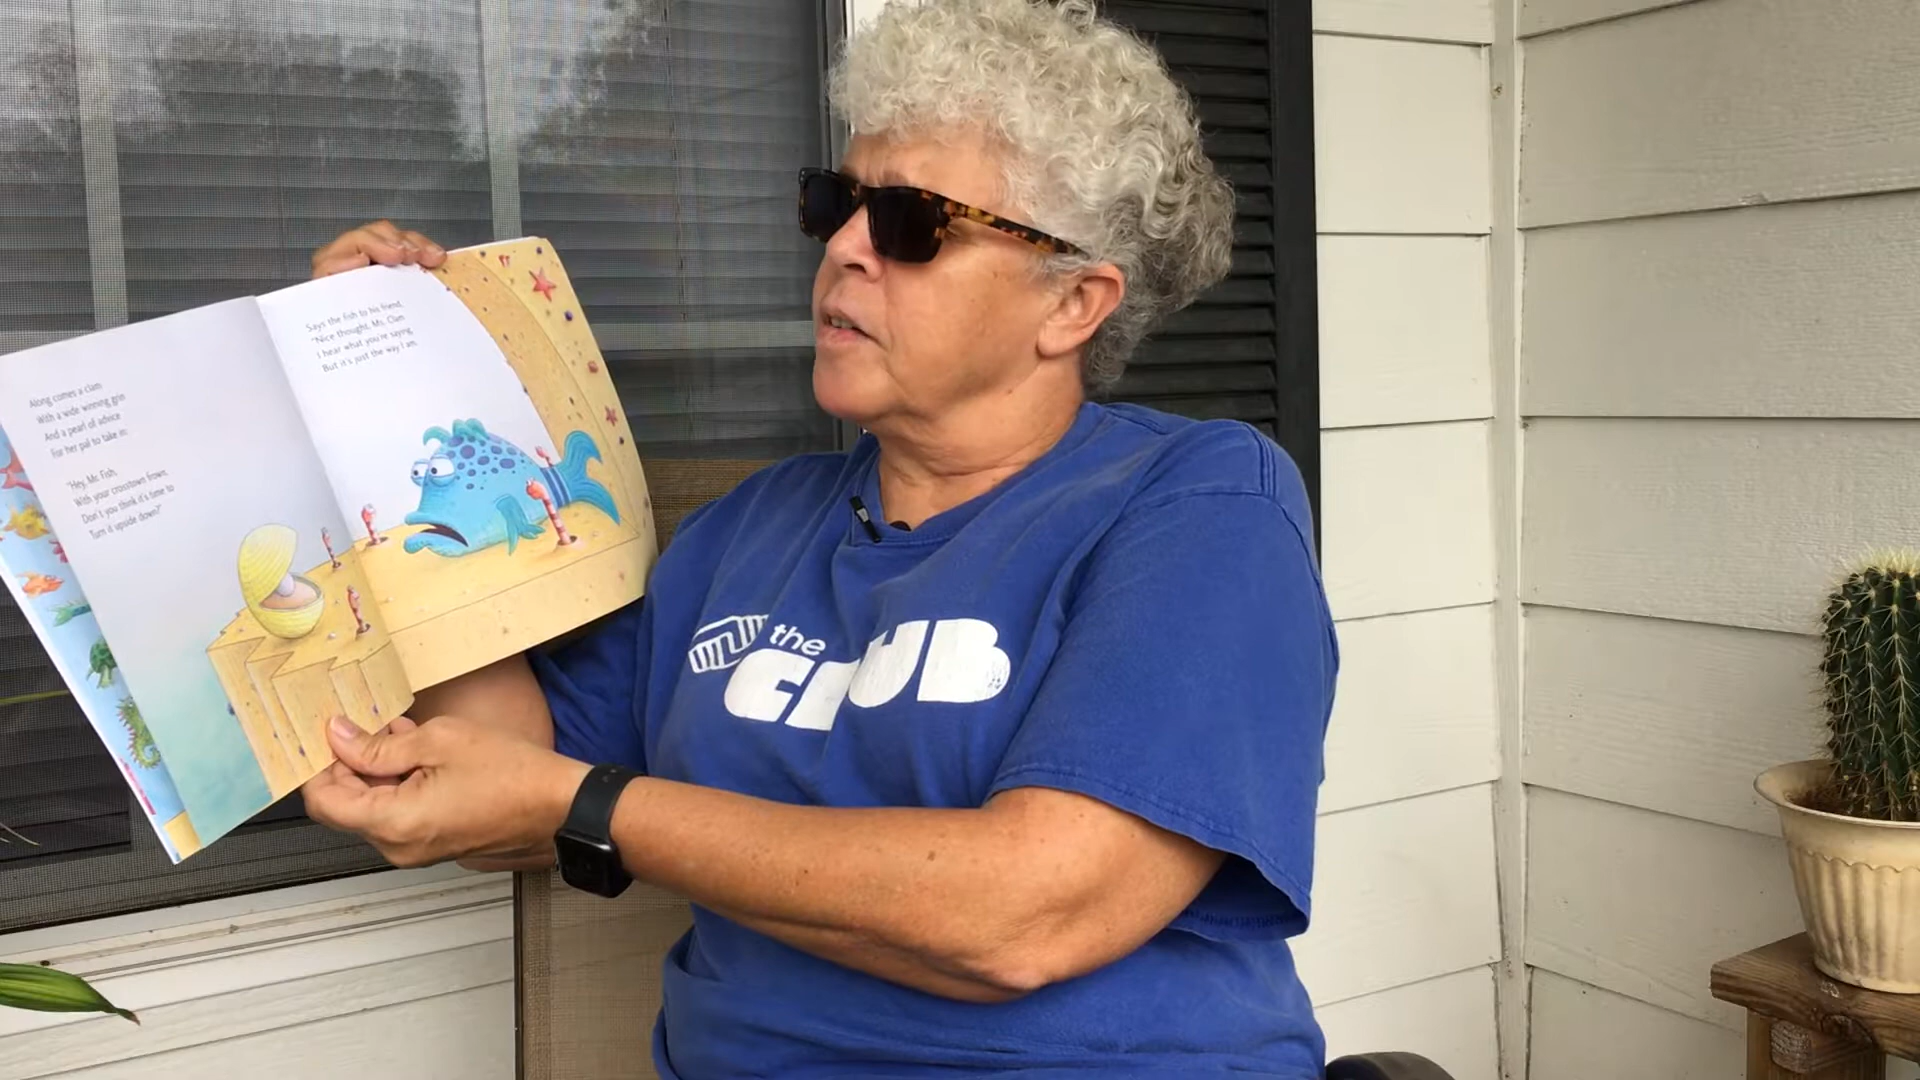 Along comes a clam
With a wide winning grin
And a pearl of advice
For her pal to take in:
"Hey, Mr. Fish,
With your crosstown frown,
Don't you think it's time to
Turn it upside down?"
Says the fish to his friend,
"Nice thought, Ms. Clam
I hear what you're saying,
But it's just the way I am.
the
CLUB